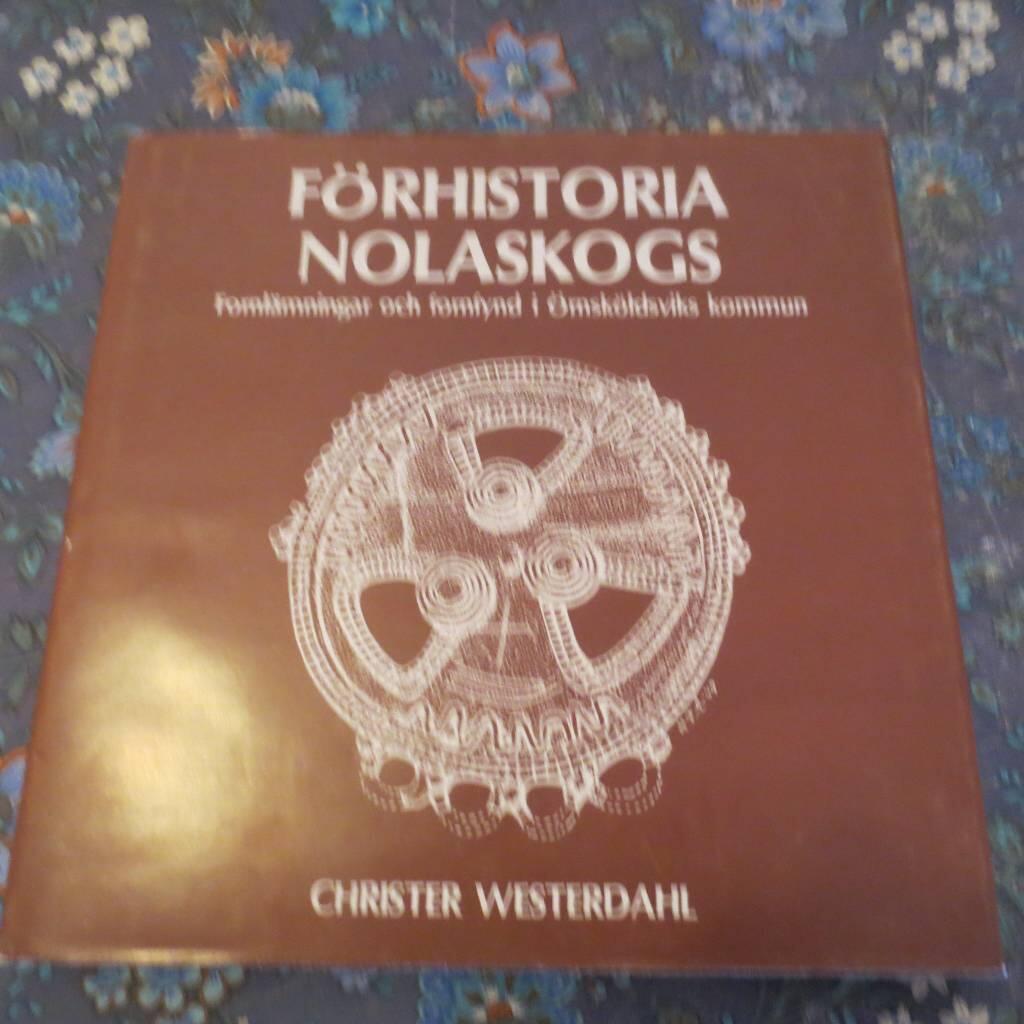 FÖRHISTORIA
NOLASKOGS
Fornlämningar och fornfynd i Örnsköldsviks kommun
CHRISTER WESTERDAHL